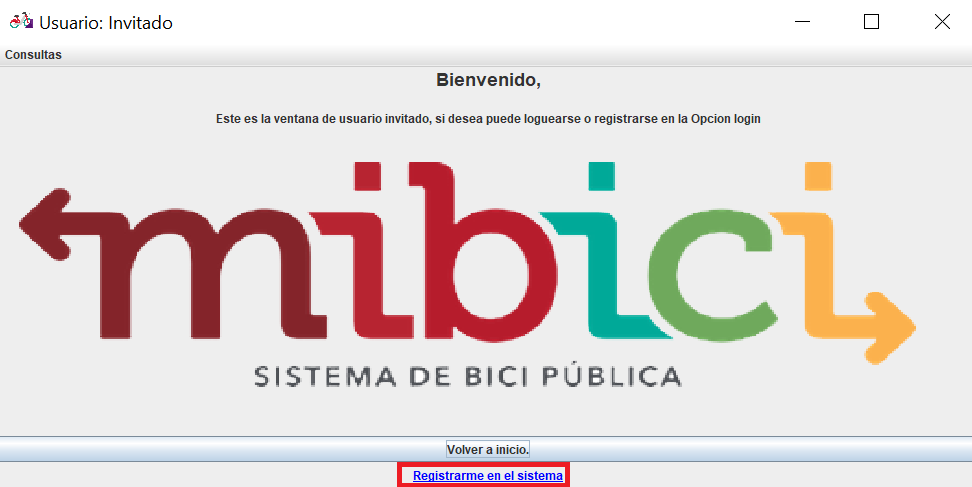 Usuario: Invitado
Consultas
Bienvenido,
Este es la ventana de usuario invitado, si desea puede loguearse o registrarse en la Opcion login
mibici
SISTEMA DE BICI PÚBLICA
Volver a inicio.
Registrarme en el sistema